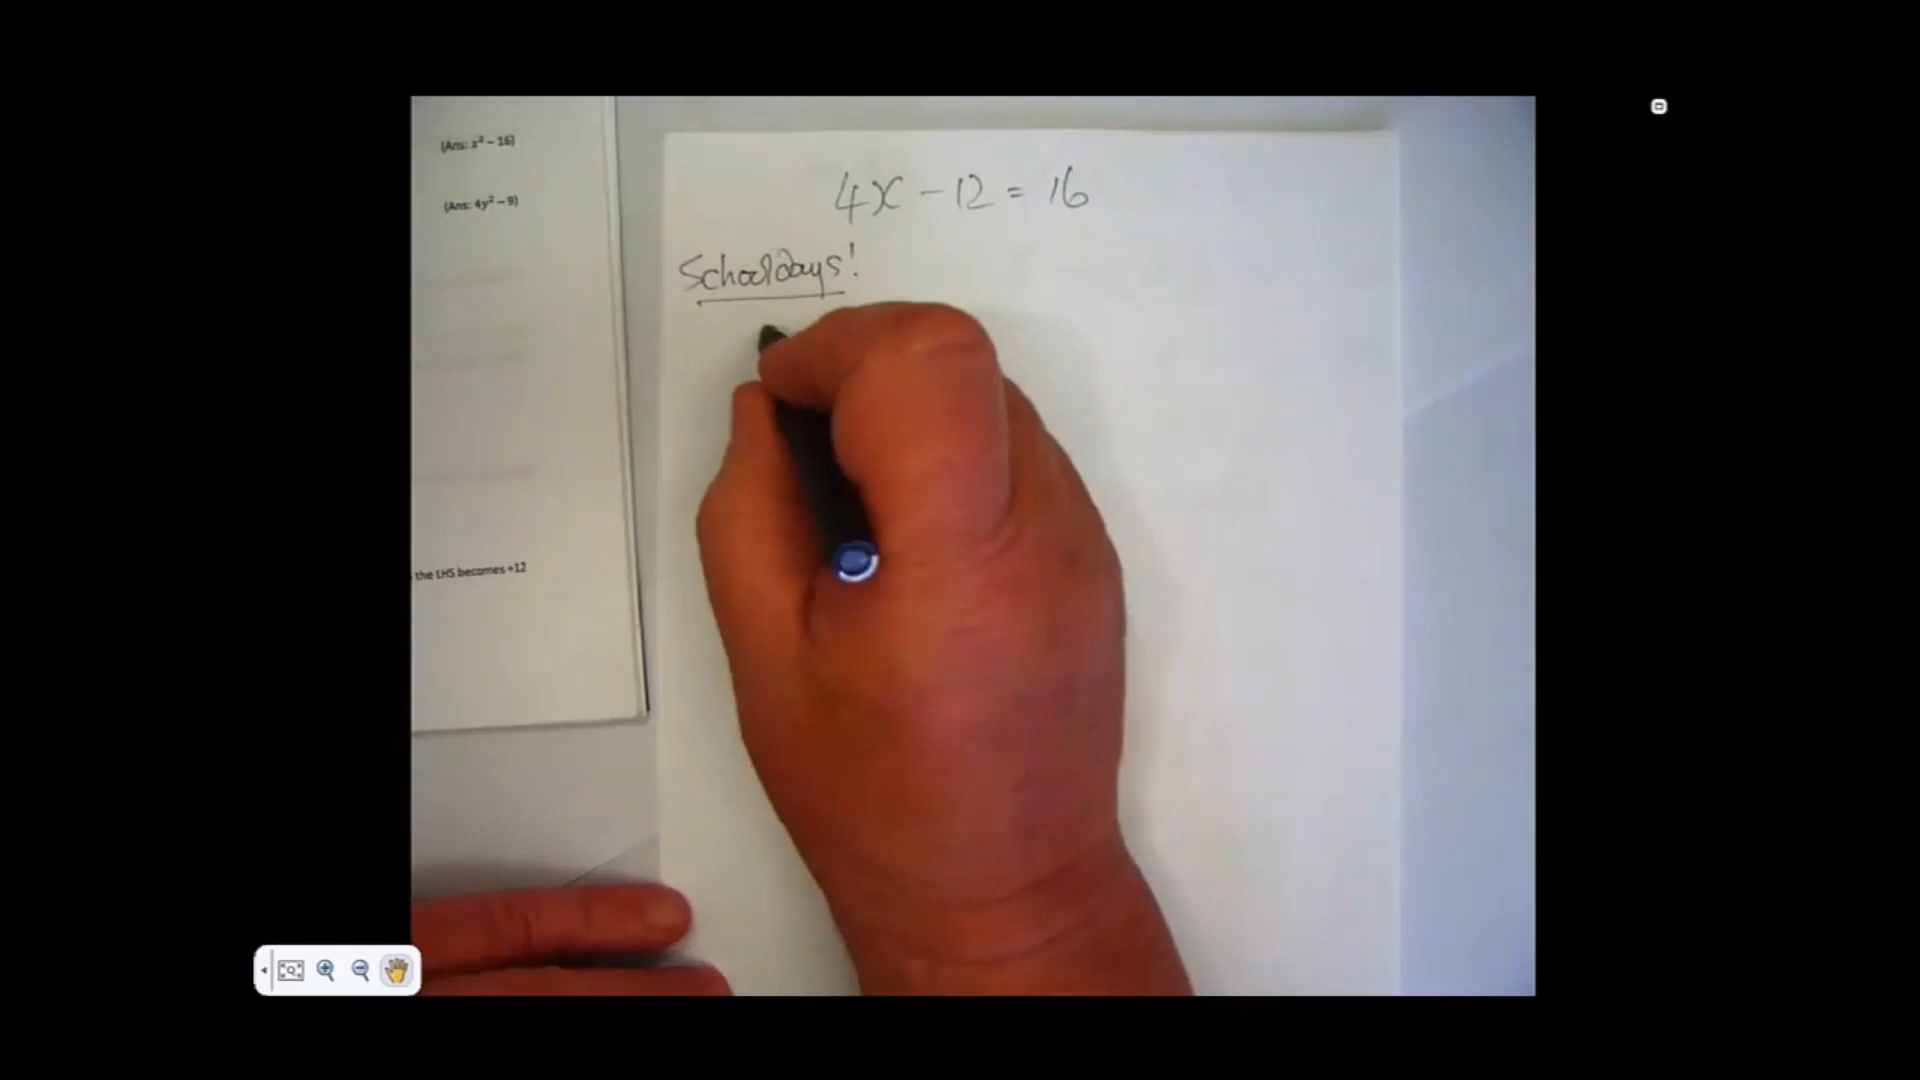 (Ans: x² – 16)
(Ans: 4y² – 9)
the LHS becomes +12
4x – 12 = 16
Schooldays!